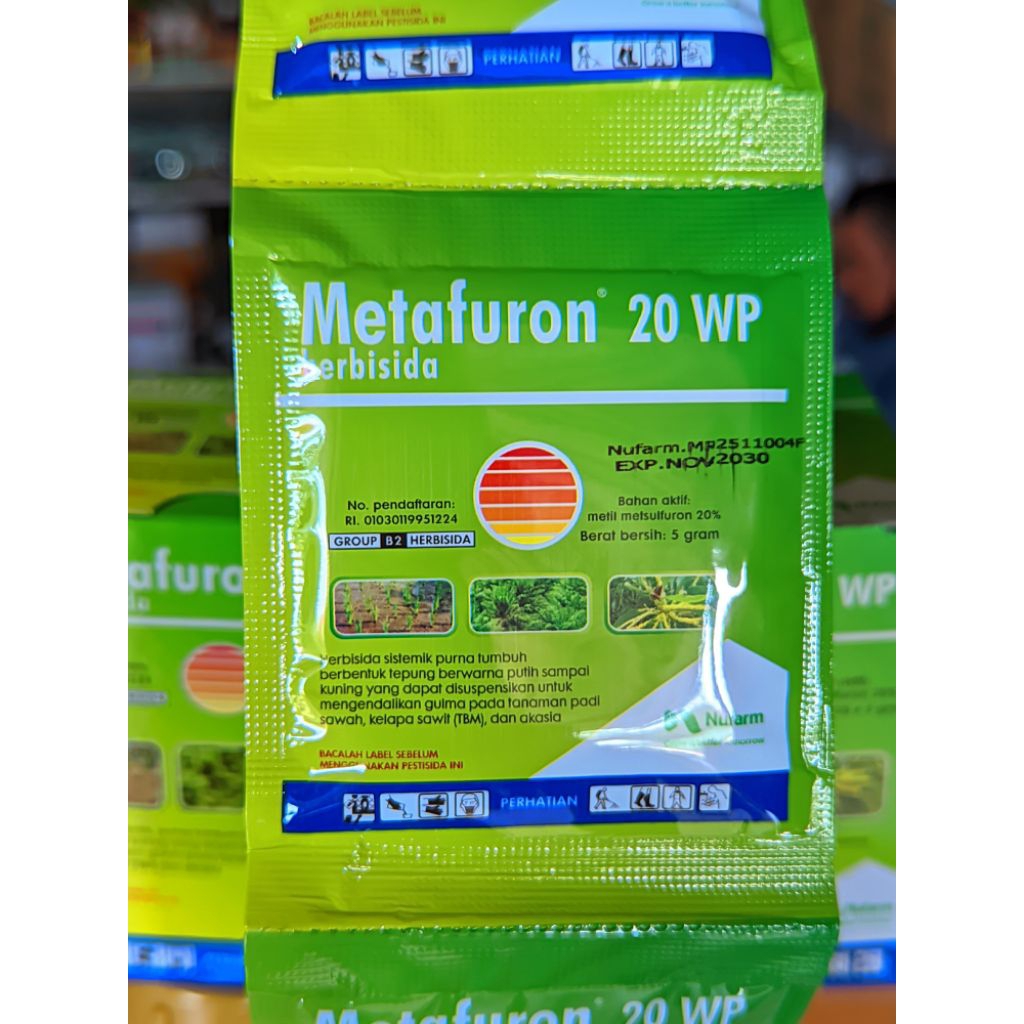 BACALAH LABEL SEBELUM
MENGGUNAKAN PESTISIDA INI
PERHATIAN
Metafuron® 20 WP
herbisida
Nufarm.MP2511004F
EXP.NOV2030
No. pendaftaran:
RI. 01030119951224
GROUP B2 HERBISIDA
Bahan aktif:
metil metsulfuron 20%
Berat bersih: 5 gram
Herbisida sistemik purna tumbuh
berbentuk tepung berwarna putih sampai
kuning yang dapat disuspensikan untuk
mengendalikan gulma pada tanaman padi
sawah, kelapa sawit (TBM), dan akasia
Nufarm
BACALAH LABEL SEBELUM
MENGGUNAKAN PESTISIDA INI
PERHATIAN
Metafuron® 20 WP
afuro
WP